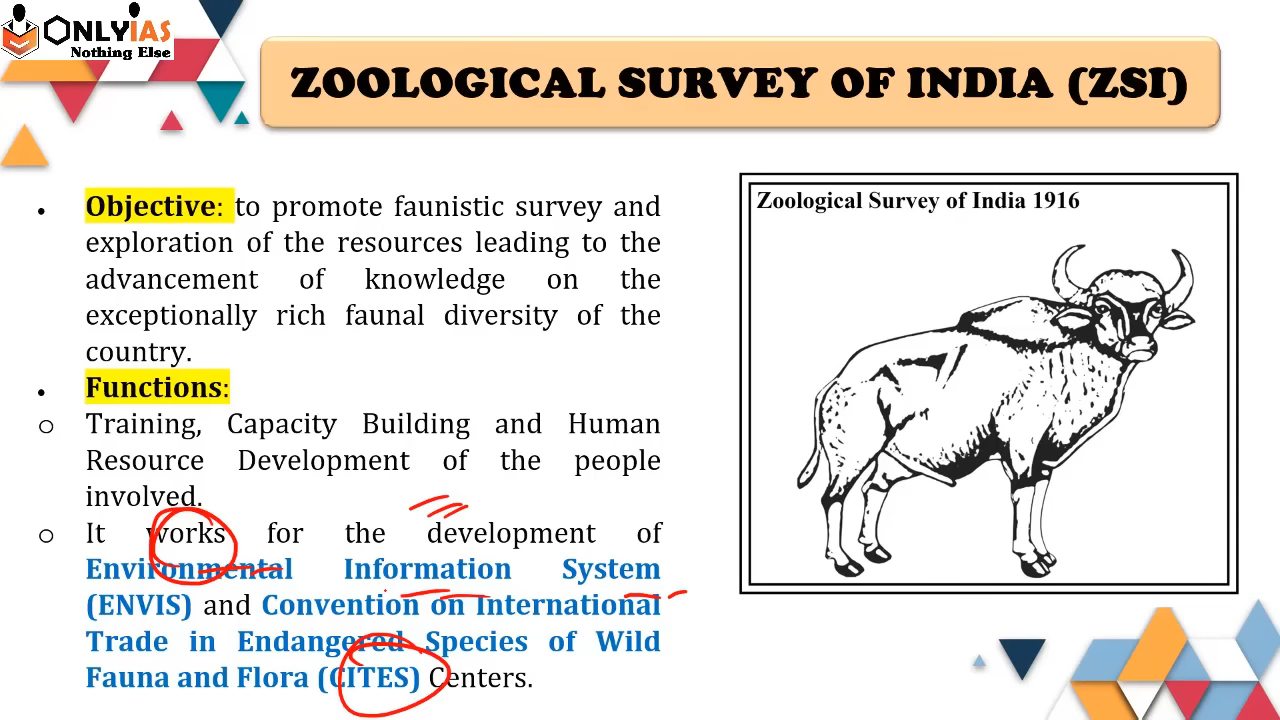 ONLYIAS
Nothing Else
ZOOLOGICAL SURVEY OF INDIA (ZSI)
• Objective: to promote faunistic survey and
exploration of the resources leading to the
advancement of knowledge on the
exceptionally rich faunal diversity of the
country.
• Functions:
o Training, Capacity Building and Human
Resource Development of the people
involved.
o It works for the development of
Environmental Information System
(ENVIS) and Convention on International
Trade in Endangered Species of Wild
Fauna and Flora (CITES) Centers.
Zoological Survey of India 1916